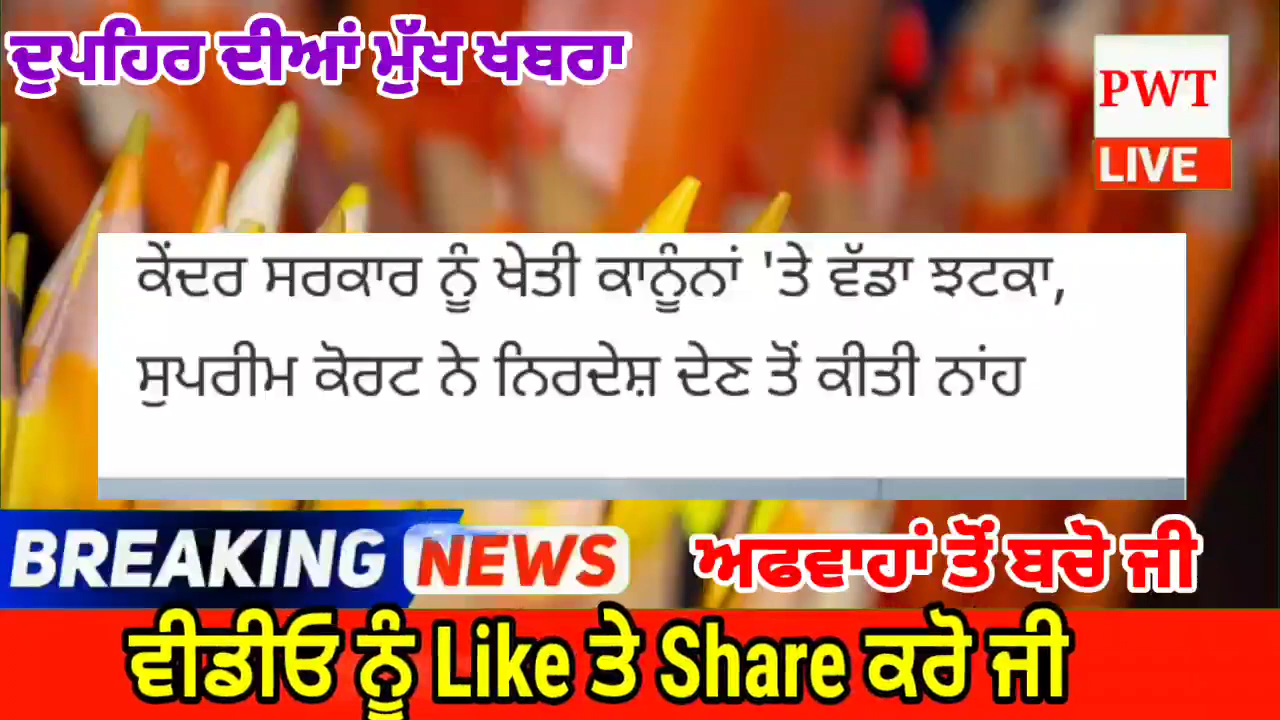 ਦੁਪਹਿਰ ਦੀਆਂ ਮੁੱਖ ਖਬਰਾ
PWT
LIVE
ਕੇਂਦਰ ਸਰਕਾਰ ਨੂੰ ਖੇਤੀ ਕਾਨੂੰਨਾਂ 'ਤੇ ਵੱਡਾ ਝਟਕਾ,
ਸੁਪਰੀਮ ਕੋਰਟ ਨੇ ਨਿਰਦੇਸ਼ ਦੇਣ ਤੋਂ ਕੀਤੀ ਨਾਂਹ
BREAKING NEWS
ਅਫਵਾਹਾਂ ਤੋਂ ਬਚੋ ਜੀ
ਵੀਡੀਓ ਨੂੰ Like ਤੇ Share ਕਰੋ ਜੀ